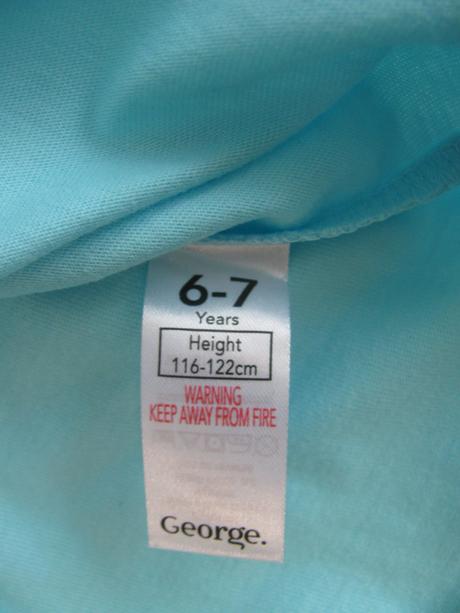 6-7
Years
Height
116-122cm
WARNING
KEEP AWAY FROM FIRE
George.